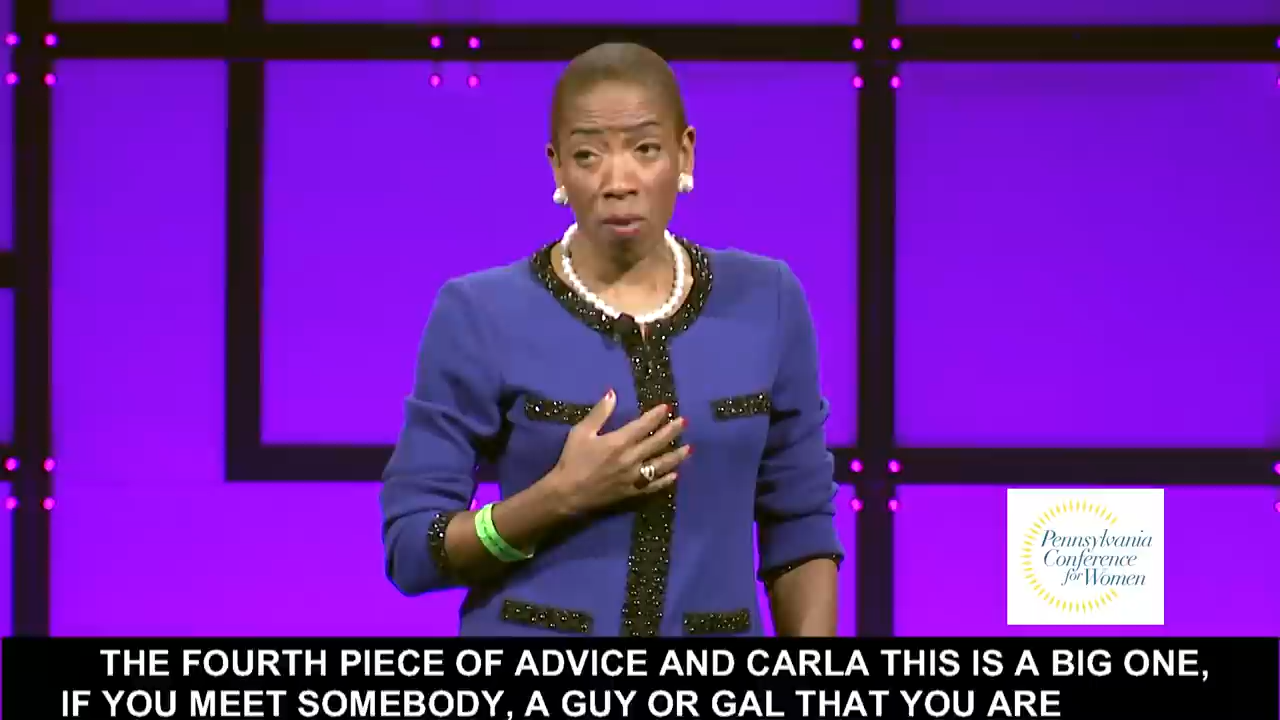 Pennsylvania
Conference
for Women
THE FOURTH PIECE OF ADVICE AND CARLA THIS IS A BIG ONE,
IF YOU MEET SOMEBODY, A GUY OR GAL THAT YOU ARE